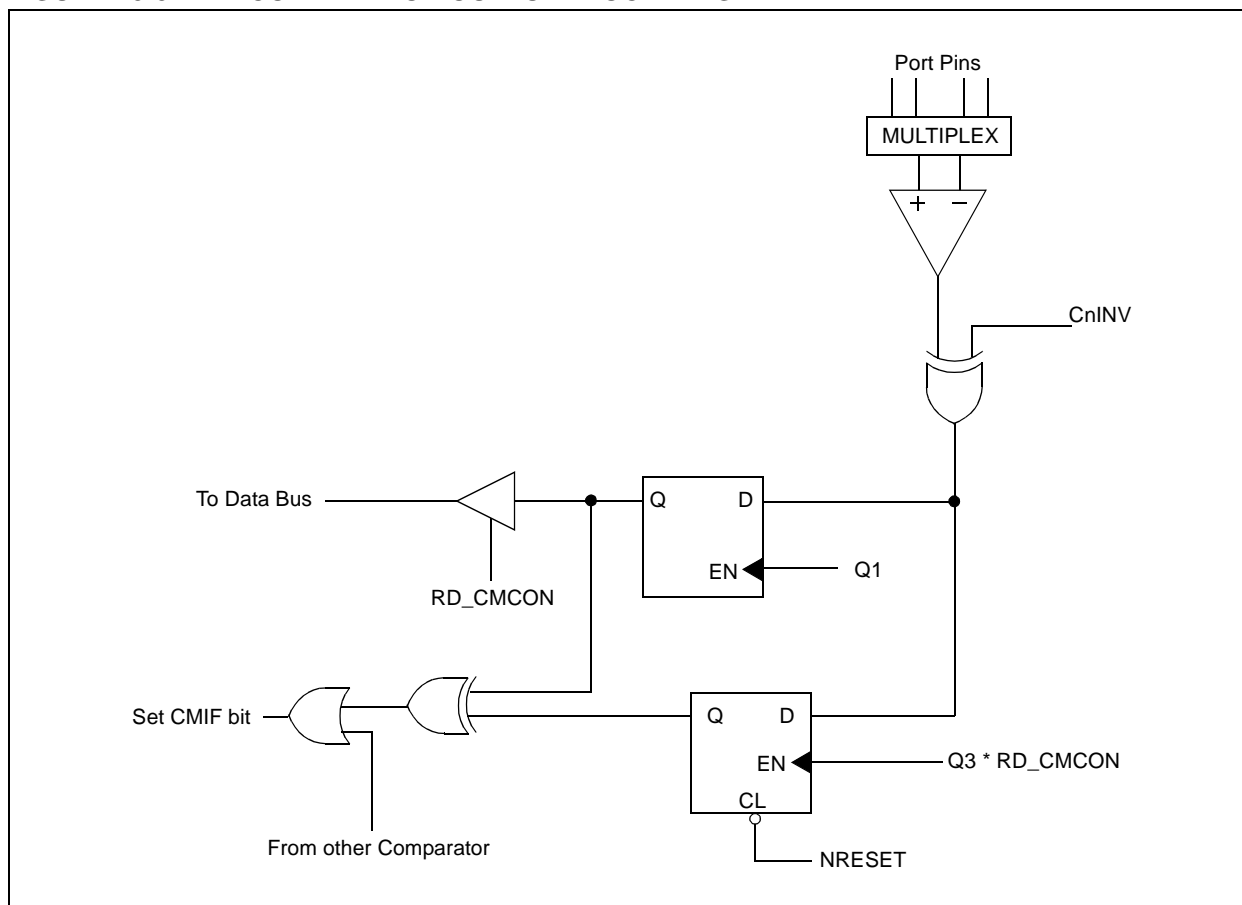 Port Pins
MULTIPLEX
+ −
CnINV
To Data Bus
Q D
EN
Q1
RD_CMCON
Set CMIF bit
Q D
EN
Q3 * RD_CMCON
CL
From other Comparator
NRESET